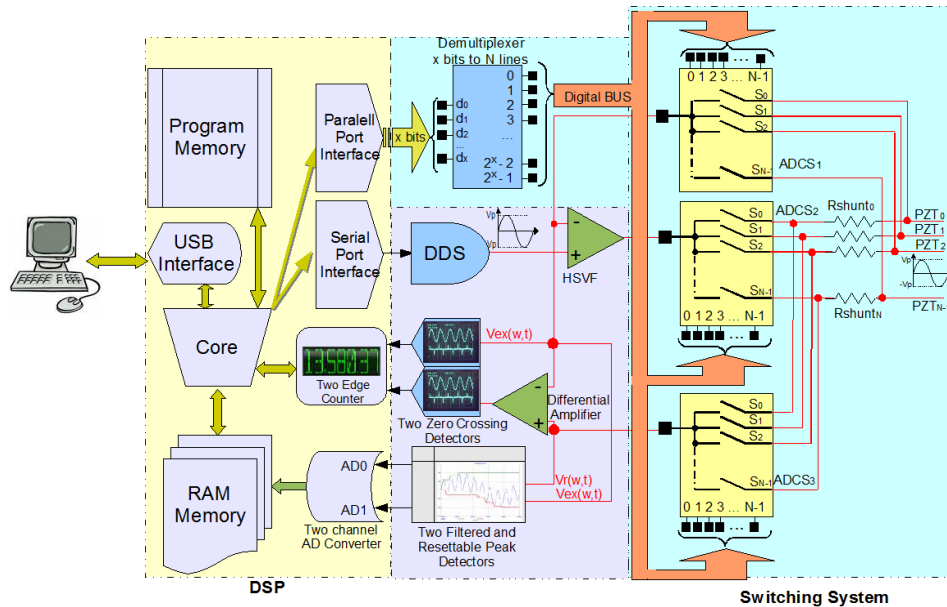 Demultiplexer
x bits to N lines
0
1
2
3
...
2ˣ - 2
2ˣ - 1
d₀
d₁
d₂
...
dₓ
x bits
Digital BUS
Program
Memory
Paralell
Port
Interface
USB
Interface
Serial
Port
Interface
Core
RAM
Memory
DDS
Vp
-Vp
-
+
HSVF
Vex(w,t)
13.5803
Two Edge
Counter
Two Zero Crossing
Detectors
-
+
Differential
Amplifier
Vr(w,t)
Vex(w,t)
AD0
AD1
Two channel
AD Converter
Two Filtered and
Resettable Peak
Detectors
DSP
0 1 2 3 ... N-1
S₀
S₁
S₂
Sₙ₋₁
ADCS₁
ADCS₂
S₀
S₁
S₂
Sₙ₋₁
0 1 2 3 ... N-1
Rshunt₀
Rshuntₙ
PZT₀
PZT₁
PZT₂
Vp
-Vp
PZTₙ₋₁
S₀
S₁
S₂
Sₙ₋₁
ADCS₃
0 1 2 3 ... N-1
Switching System